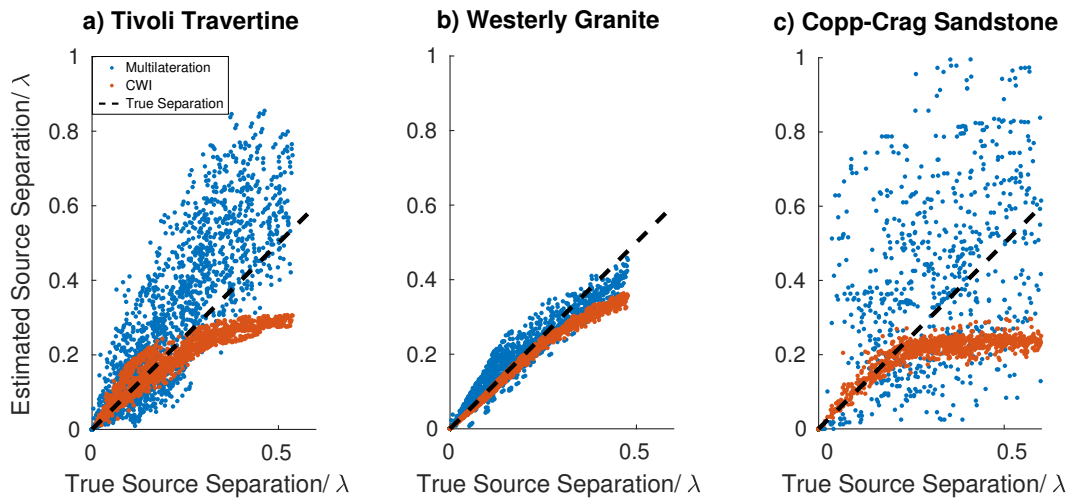 a) Tivoli Travertine
b) Westerly Granite
c) Copp-Crag Sandstone
Estimated Source Separation/ λ
1
0.8
0.6
0.4
0.2
0
Multilateration
CWI
True Separation
0
0.5
True Source Separation/ λ
1
0.8
0.6
0.4
0.2
0
0
0.5
True Source Separation/ λ
1
0.8
0.6
0.4
0.2
0
0
0.5
True Source Separation/ λ